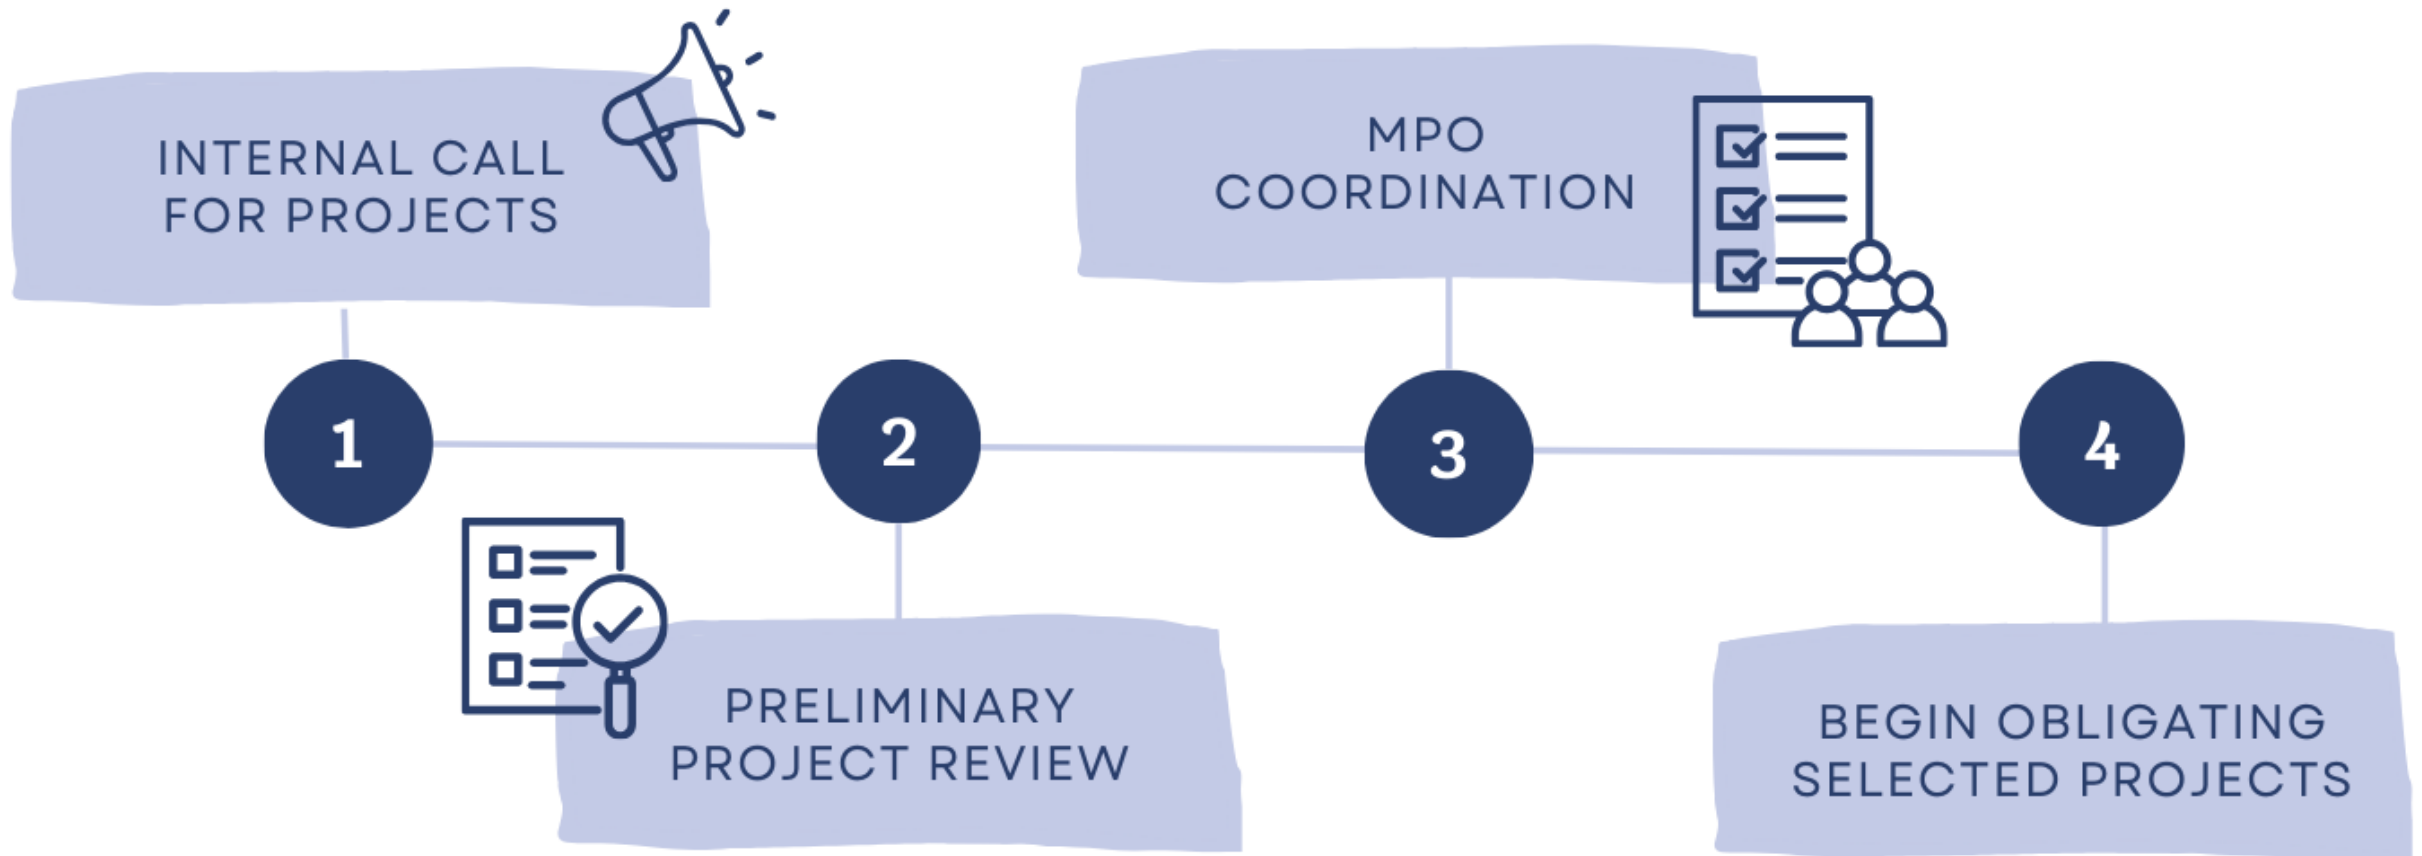 INTERNAL CALL
FOR PROJECTS
1
2
PRELIMINARY
PROJECT REVIEW
MPO
COORDINATION
3
4
BEGIN OBLIGATING
SELECTED PROJECTS